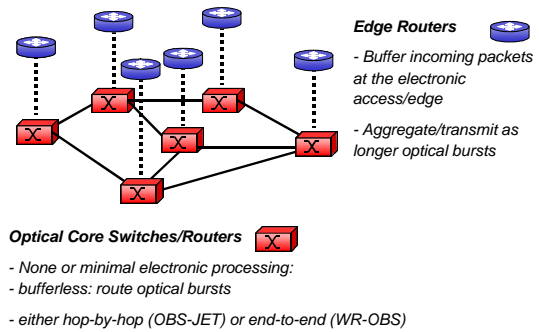 Edge Routers
- Buffer incoming packets
at the electronic
access/edge
- Aggregate/transmit as
longer optical bursts
Optical Core Switches/Routers
- None or minimal electronic processing:
- bufferless: route optical bursts
- either hop-by-hop (OBS-JET) or end-to-end (WR-OBS)